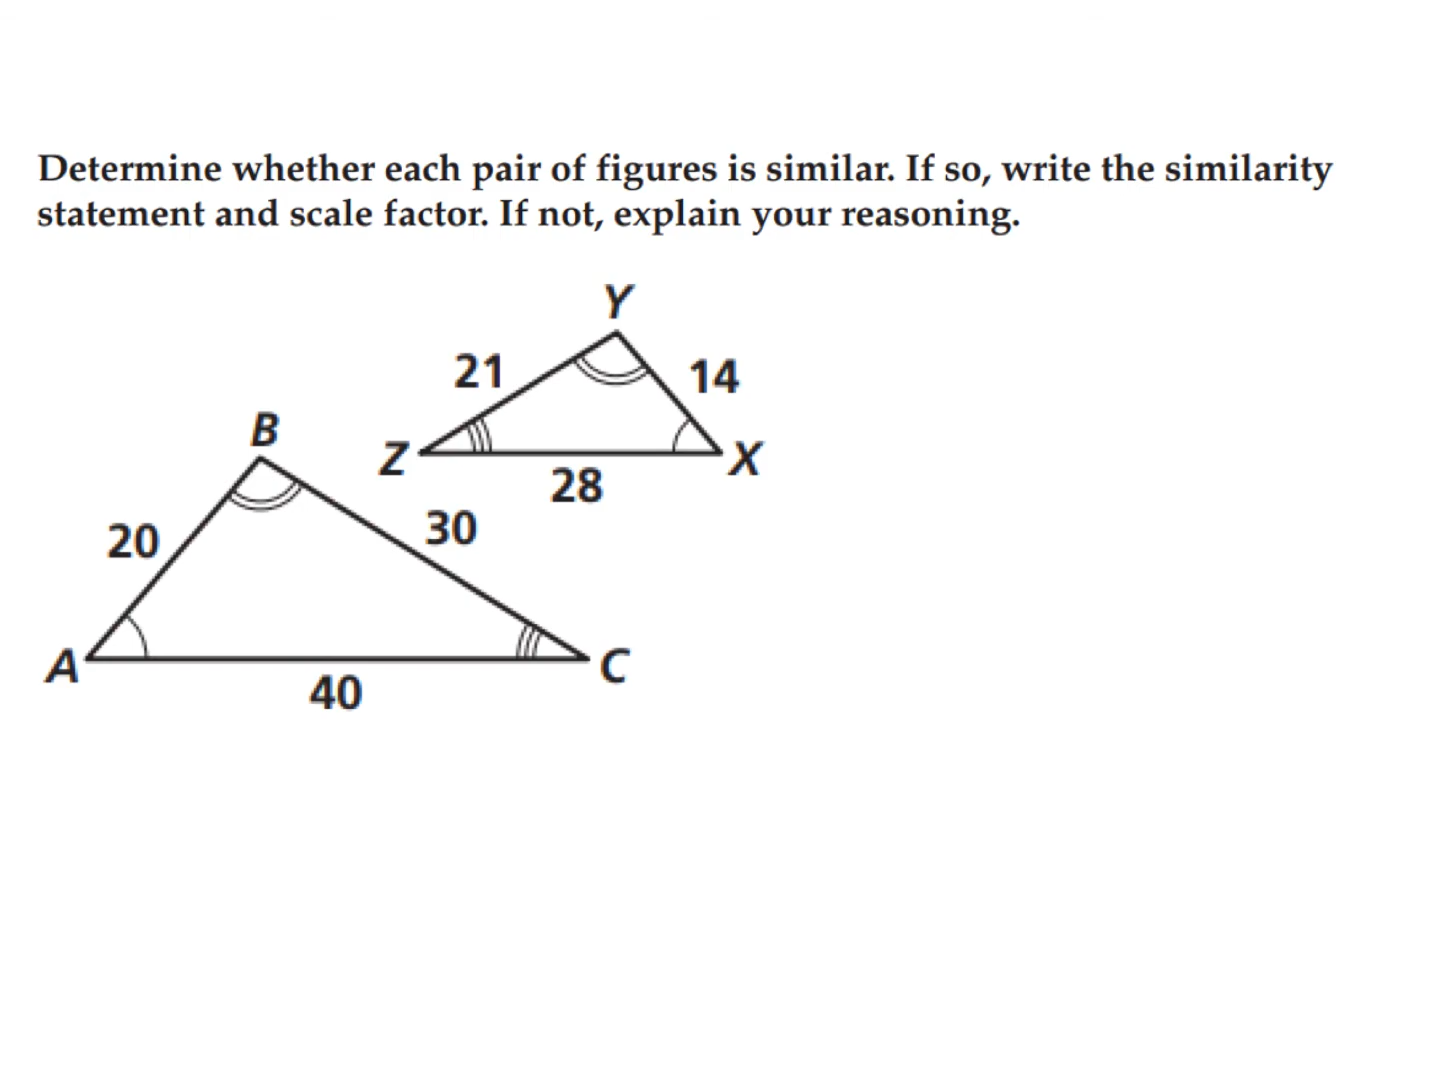 Determine whether each pair of figures is similar. If so, write the similarity
statement and scale factor. If not, explain your reasoning.
Y
21
14
B
Z
X
28
20
30
A
C
40